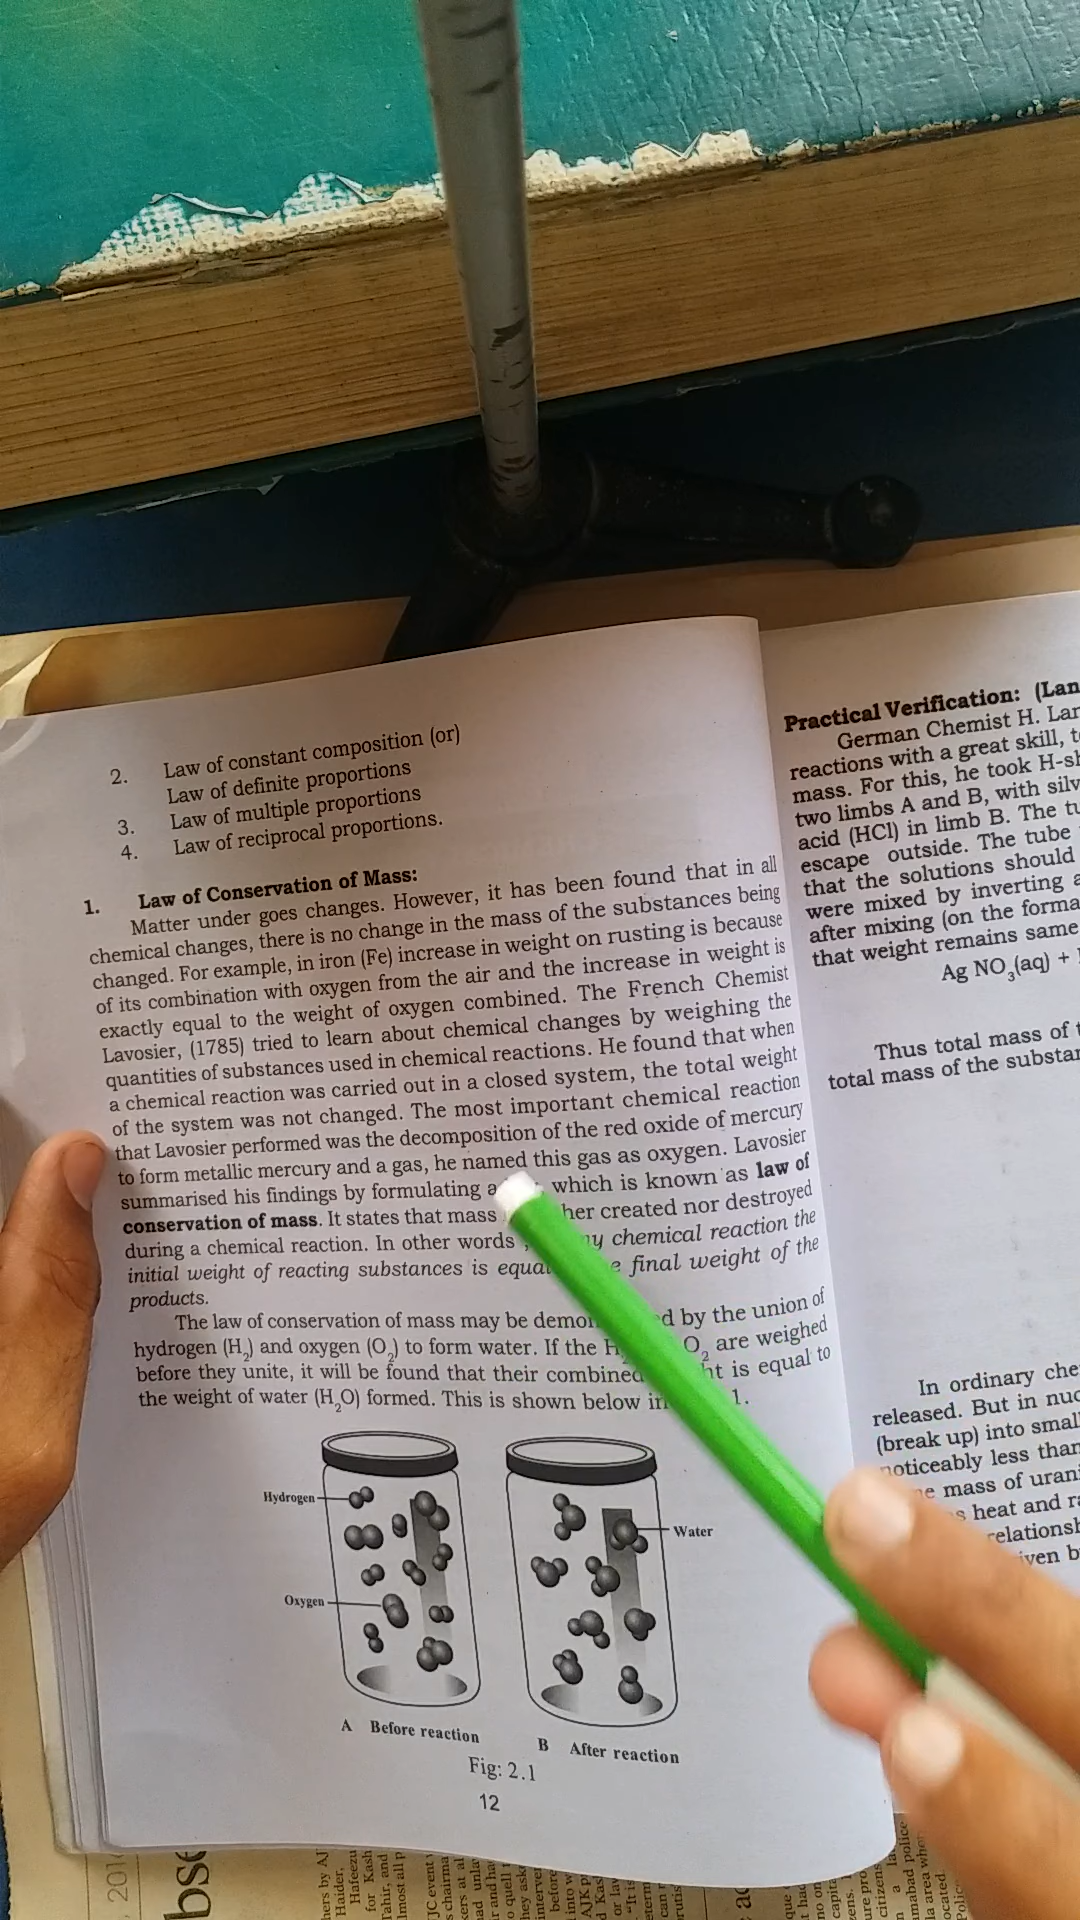 2. Law of constant composition (or)
Law of definite proportions
3. Law of multiple proportions
4. Law of reciprocal proportions.
1. Law of Conservation of Mass:
Matter under goes changes. However, it has been found that in all
chemical changes, there is no change in the mass of the substances being
changed. For example, in iron (Fe) increase in weight on rusting is because
of its combination with oxygen from the air and the increase in weight is
exactly equal to the weight of oxygen combined. The French Chemist
Lavosier, (1785) tried to learn about chemical changes by weighing the
quantities of substances used in chemical reactions. He found that when
a chemical reaction was carried out in a closed system, the total weight
of the system was not changed. The most important chemical reaction
that Lavosier performed was the decomposition of the red oxide of mercury
to form metallic mercury and a gas, he named this gas as oxygen. Lavosier
summarised his findings by formulating a which is known as law of
conservation of mass. It states that mass created nor destroyed
during a chemical reaction. In other words , chemical reaction the
initial weight of reacting substances is final weight of the
products.
The law of conservation of mass may be by the union of
hydrogen (H₂) and oxygen (O₂) to form water. If the O₂ are weighed
before they unite, it will be found that their combined is equal to
the weight of water (H₂O) formed. This is shown below in 1.
Hydrogen
Oxygen
Water
A Before reaction
B After reaction
Fig: 2.1
12
Practical Verification: (Lan
German Chemist H. Lan
reactions with a great skill, t
mass. For this, he took H-sh
two limbs A and B, with silv
acid (HCl) in limb B. The tu
escape outside. The tube
that the solutions should
were mixed by inverting a
after mixing (on the forma
that weight remains same
Ag NO₃(aq) +
Thus total mass of t
total mass of the substan
In ordinary che
released. But in nuc
(break up) into small
noticeably less than
mass of urani
heat and ra
relationsh